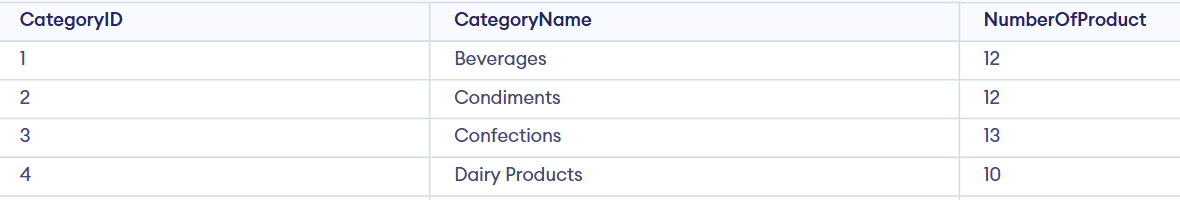 CategoryID CategoryName NumberOfProduct
1 Beverages 12
2 Condiments 12
3 Confections 13
4 Dairy Products 10